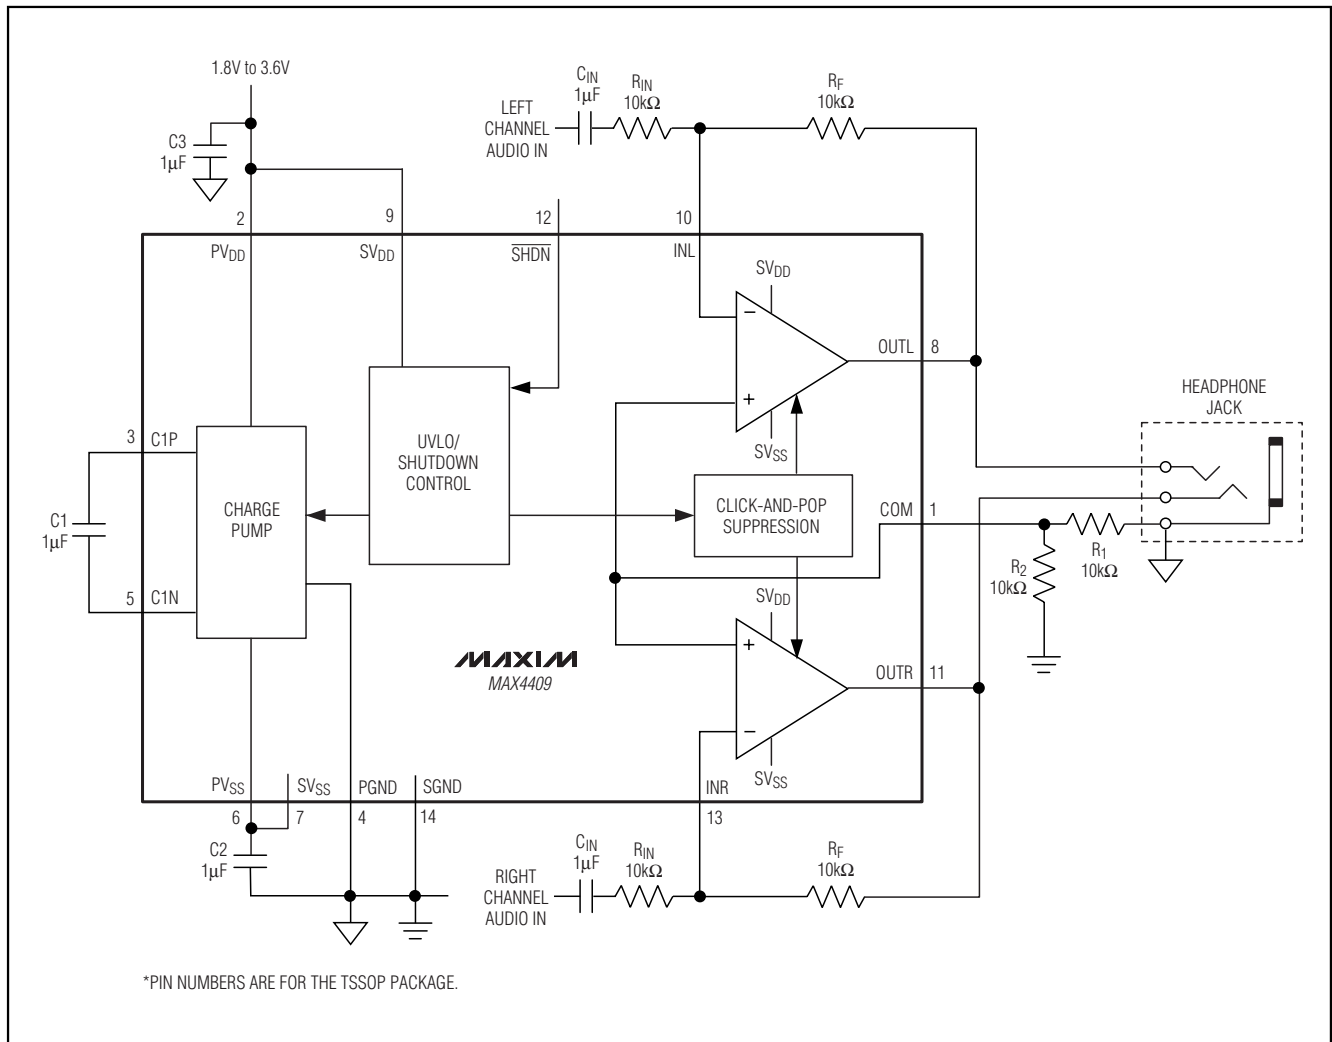 1.8V to 3.6V
C3
1µF
LEFT
CHANNEL
AUDIO IN
CIN
1µF
RIN
10kΩ
RF
10kΩ
2
9
12
10
PVDD
SVDD
SHDN
INL
SVDD
−
+
SVSS
OUTL
8
HEADPHONE
JACK
UVLO/
SHUTDOWN
CONTROL
3
C1P
C1
1µF
CHARGE
PUMP
5
C1N
CLICK-AND-POP
SUPPRESSION
COM
1
R1
10kΩ
R2
10kΩ
SVDD
+
−
SVSS
OUTR
11
MAXIM
MAX4409
PVSS
SVSS
PGND
SGND
INR
6
7
4
14
13
C2
1µF
RIGHT
CHANNEL
AUDIO IN
CIN
1µF
RIN
10kΩ
RF
10kΩ
*PIN NUMBERS ARE FOR THE TSSOP PACKAGE.